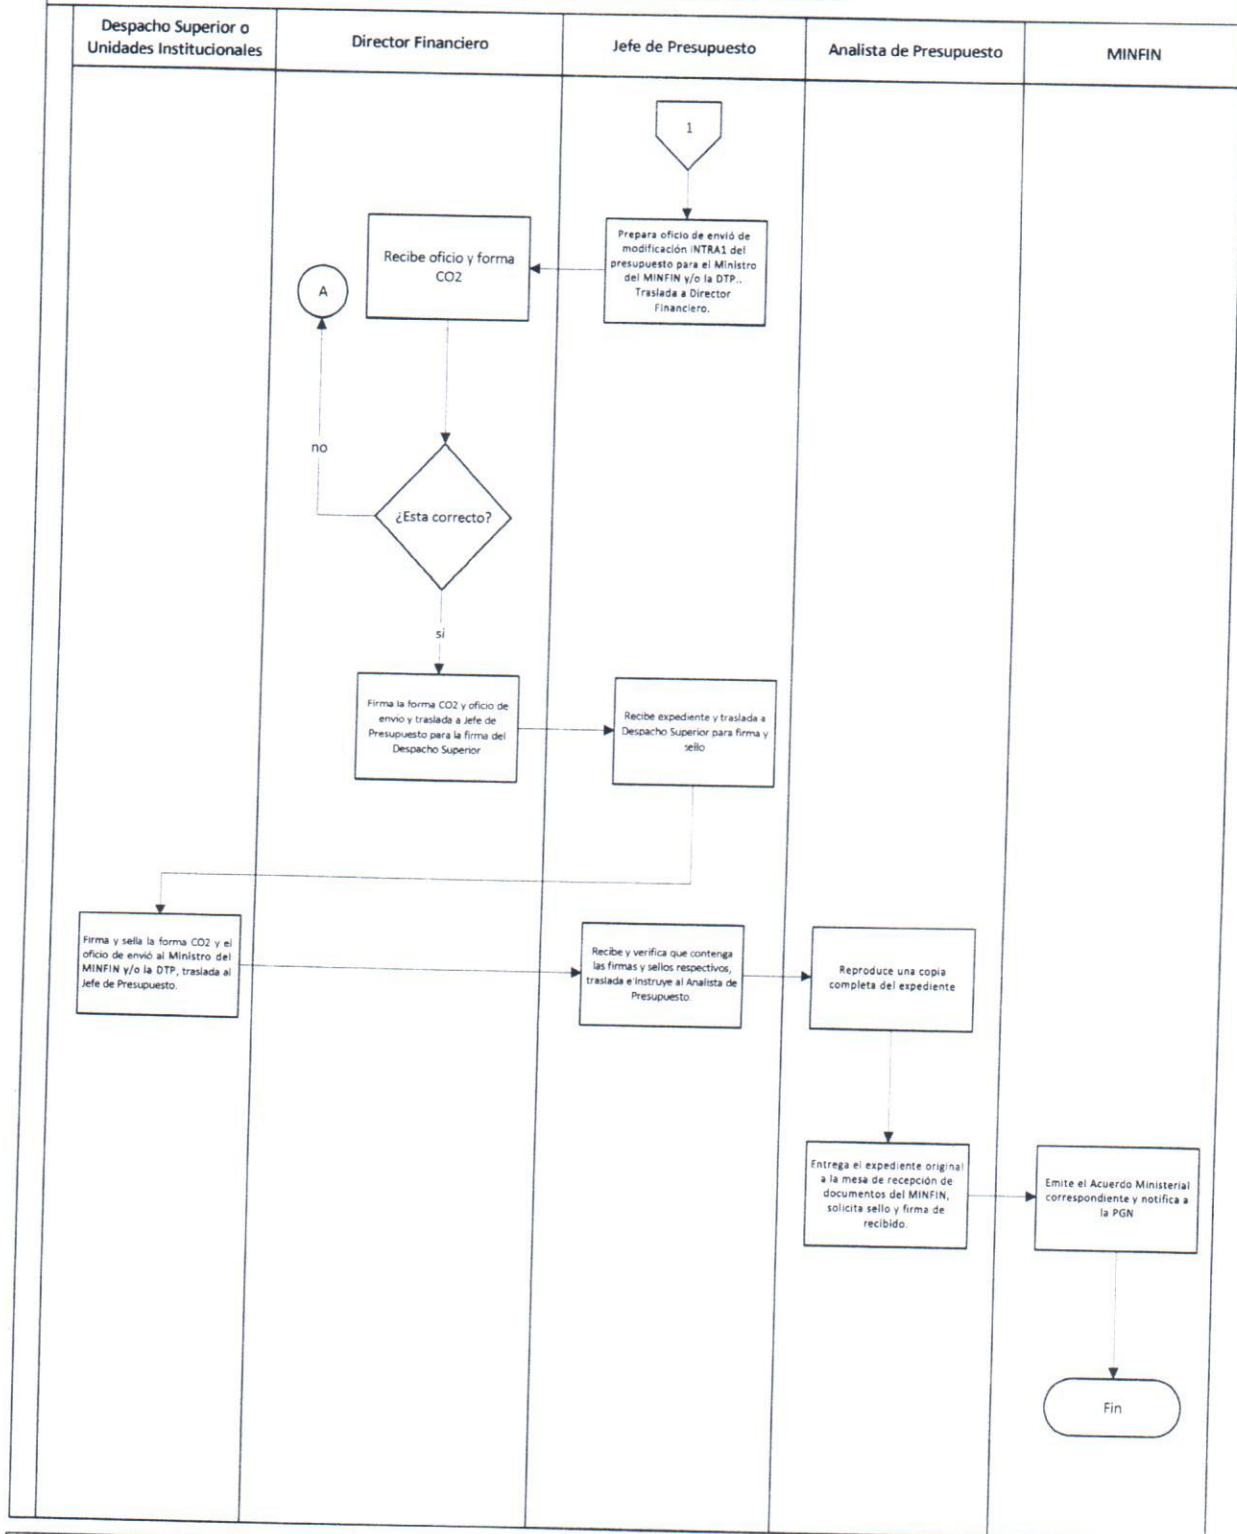 Despacho Superior o
Unidades Institucionales
Director Financiero
Jefe de Presupuesto
Analista de Presupuesto
MINFIN
1
Prepara oficio de envió de
modificación INTRA1 del
presupuesto para el Ministro
del MINFIN y/o la DTP..
Traslada a Director
Financiero.
Recibe oficio y forma
CO2
A
no
¿Esta correcto?
si
Firma la forma CO2 y oficio de
envio y traslada a Jefe de
Presupuesto para la firma del
Despacho Superior
Recibe expediente y traslada a
Despacho Superior para firma y
sello
Firma y sella la forma CO2 y el
oficio de envió al Ministro del
MINFIN y/o la DTP, traslada al
Jefe de Presupuesto.
Recibe y verifica que contenga
las firmas y sellos respectivos,
traslada e instruye al Analista de
Presupuesto.
Reproduce una copia
completa del expediente
Entrega el expediente original
a la mesa de recepción de
documentos del MINFIN,
solicita sello y firma de
recibido.
Emite el Acuerdo Ministerial
correspondiente y notifica a
la PGN
Fin